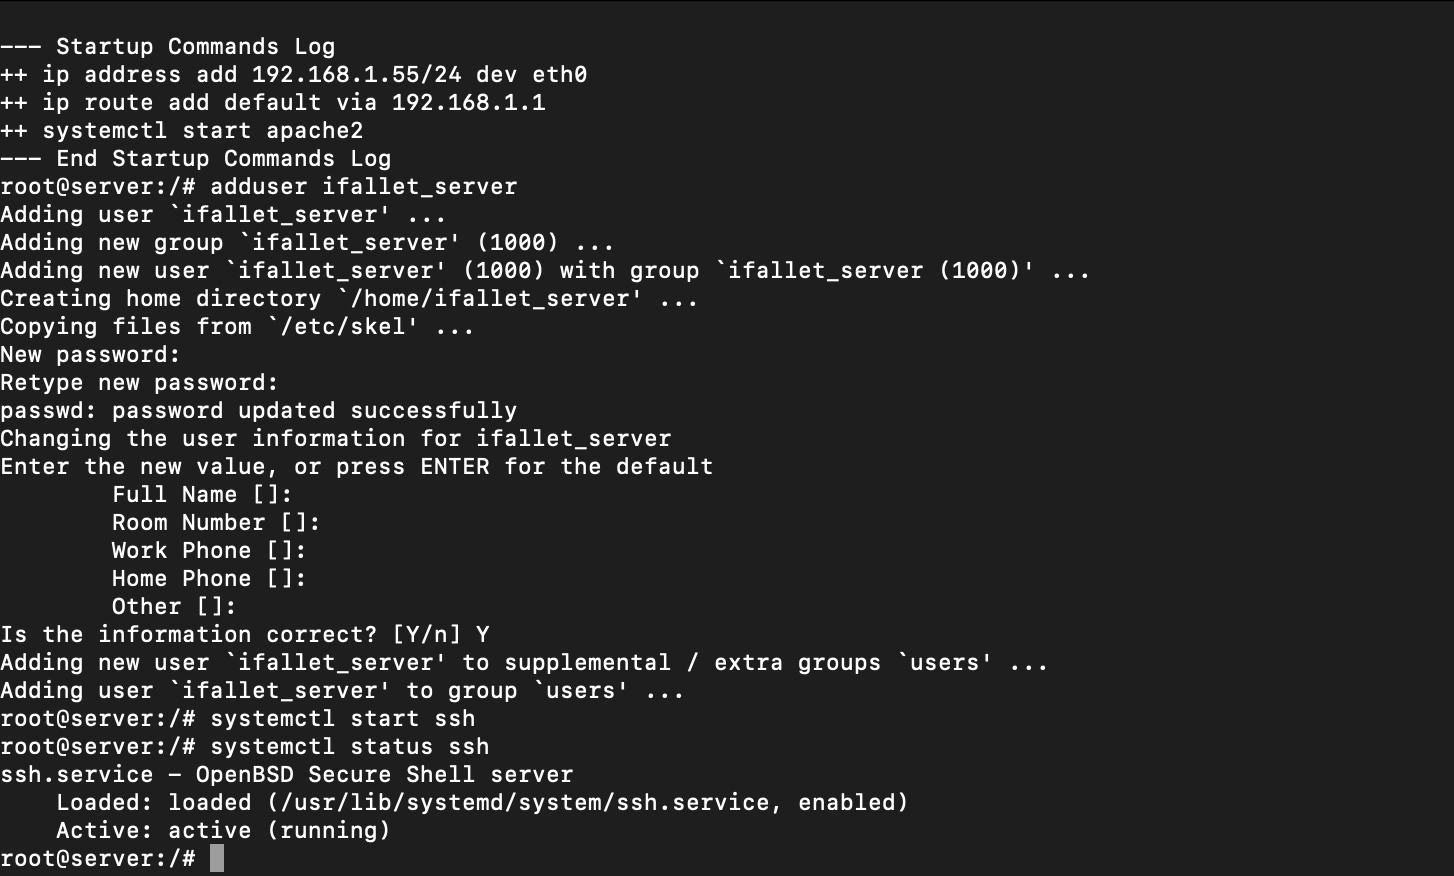 --- Startup Commands Log
++ ip address add 192.168.1.55/24 dev eth0
++ ip route add default via 192.168.1.1
++ systemctl start apache2
--- End Startup Commands Log
root@server:/# adduser ifallet_server
Adding user `ifallet_server' ...
Adding new group `ifallet_server' (1000) ...
Adding new user `ifallet_server' (1000) with group `ifallet_server (1000)' ...
Creating home directory `/home/ifallet_server' ...
Copying files from `/etc/skel' ...
New password:
Retype new password:
passwd: password updated successfully
Changing the user information for ifallet_server
Enter the new value, or press ENTER for the default
        Full Name []:
        Room Number []:
        Work Phone []:
        Home Phone []:
        Other []:
Is the information correct? [Y/n] Y
Adding new user `ifallet_server' to supplemental / extra groups `users' ...
Adding user `ifallet_server' to group `users' ...
root@server:/# systemctl start ssh
root@server:/# systemctl status ssh
ssh.service – OpenBSD Secure Shell server
    Loaded: loaded (/usr/lib/systemd/system/ssh.service, enabled)
    Active: active (running)
root@server:/#